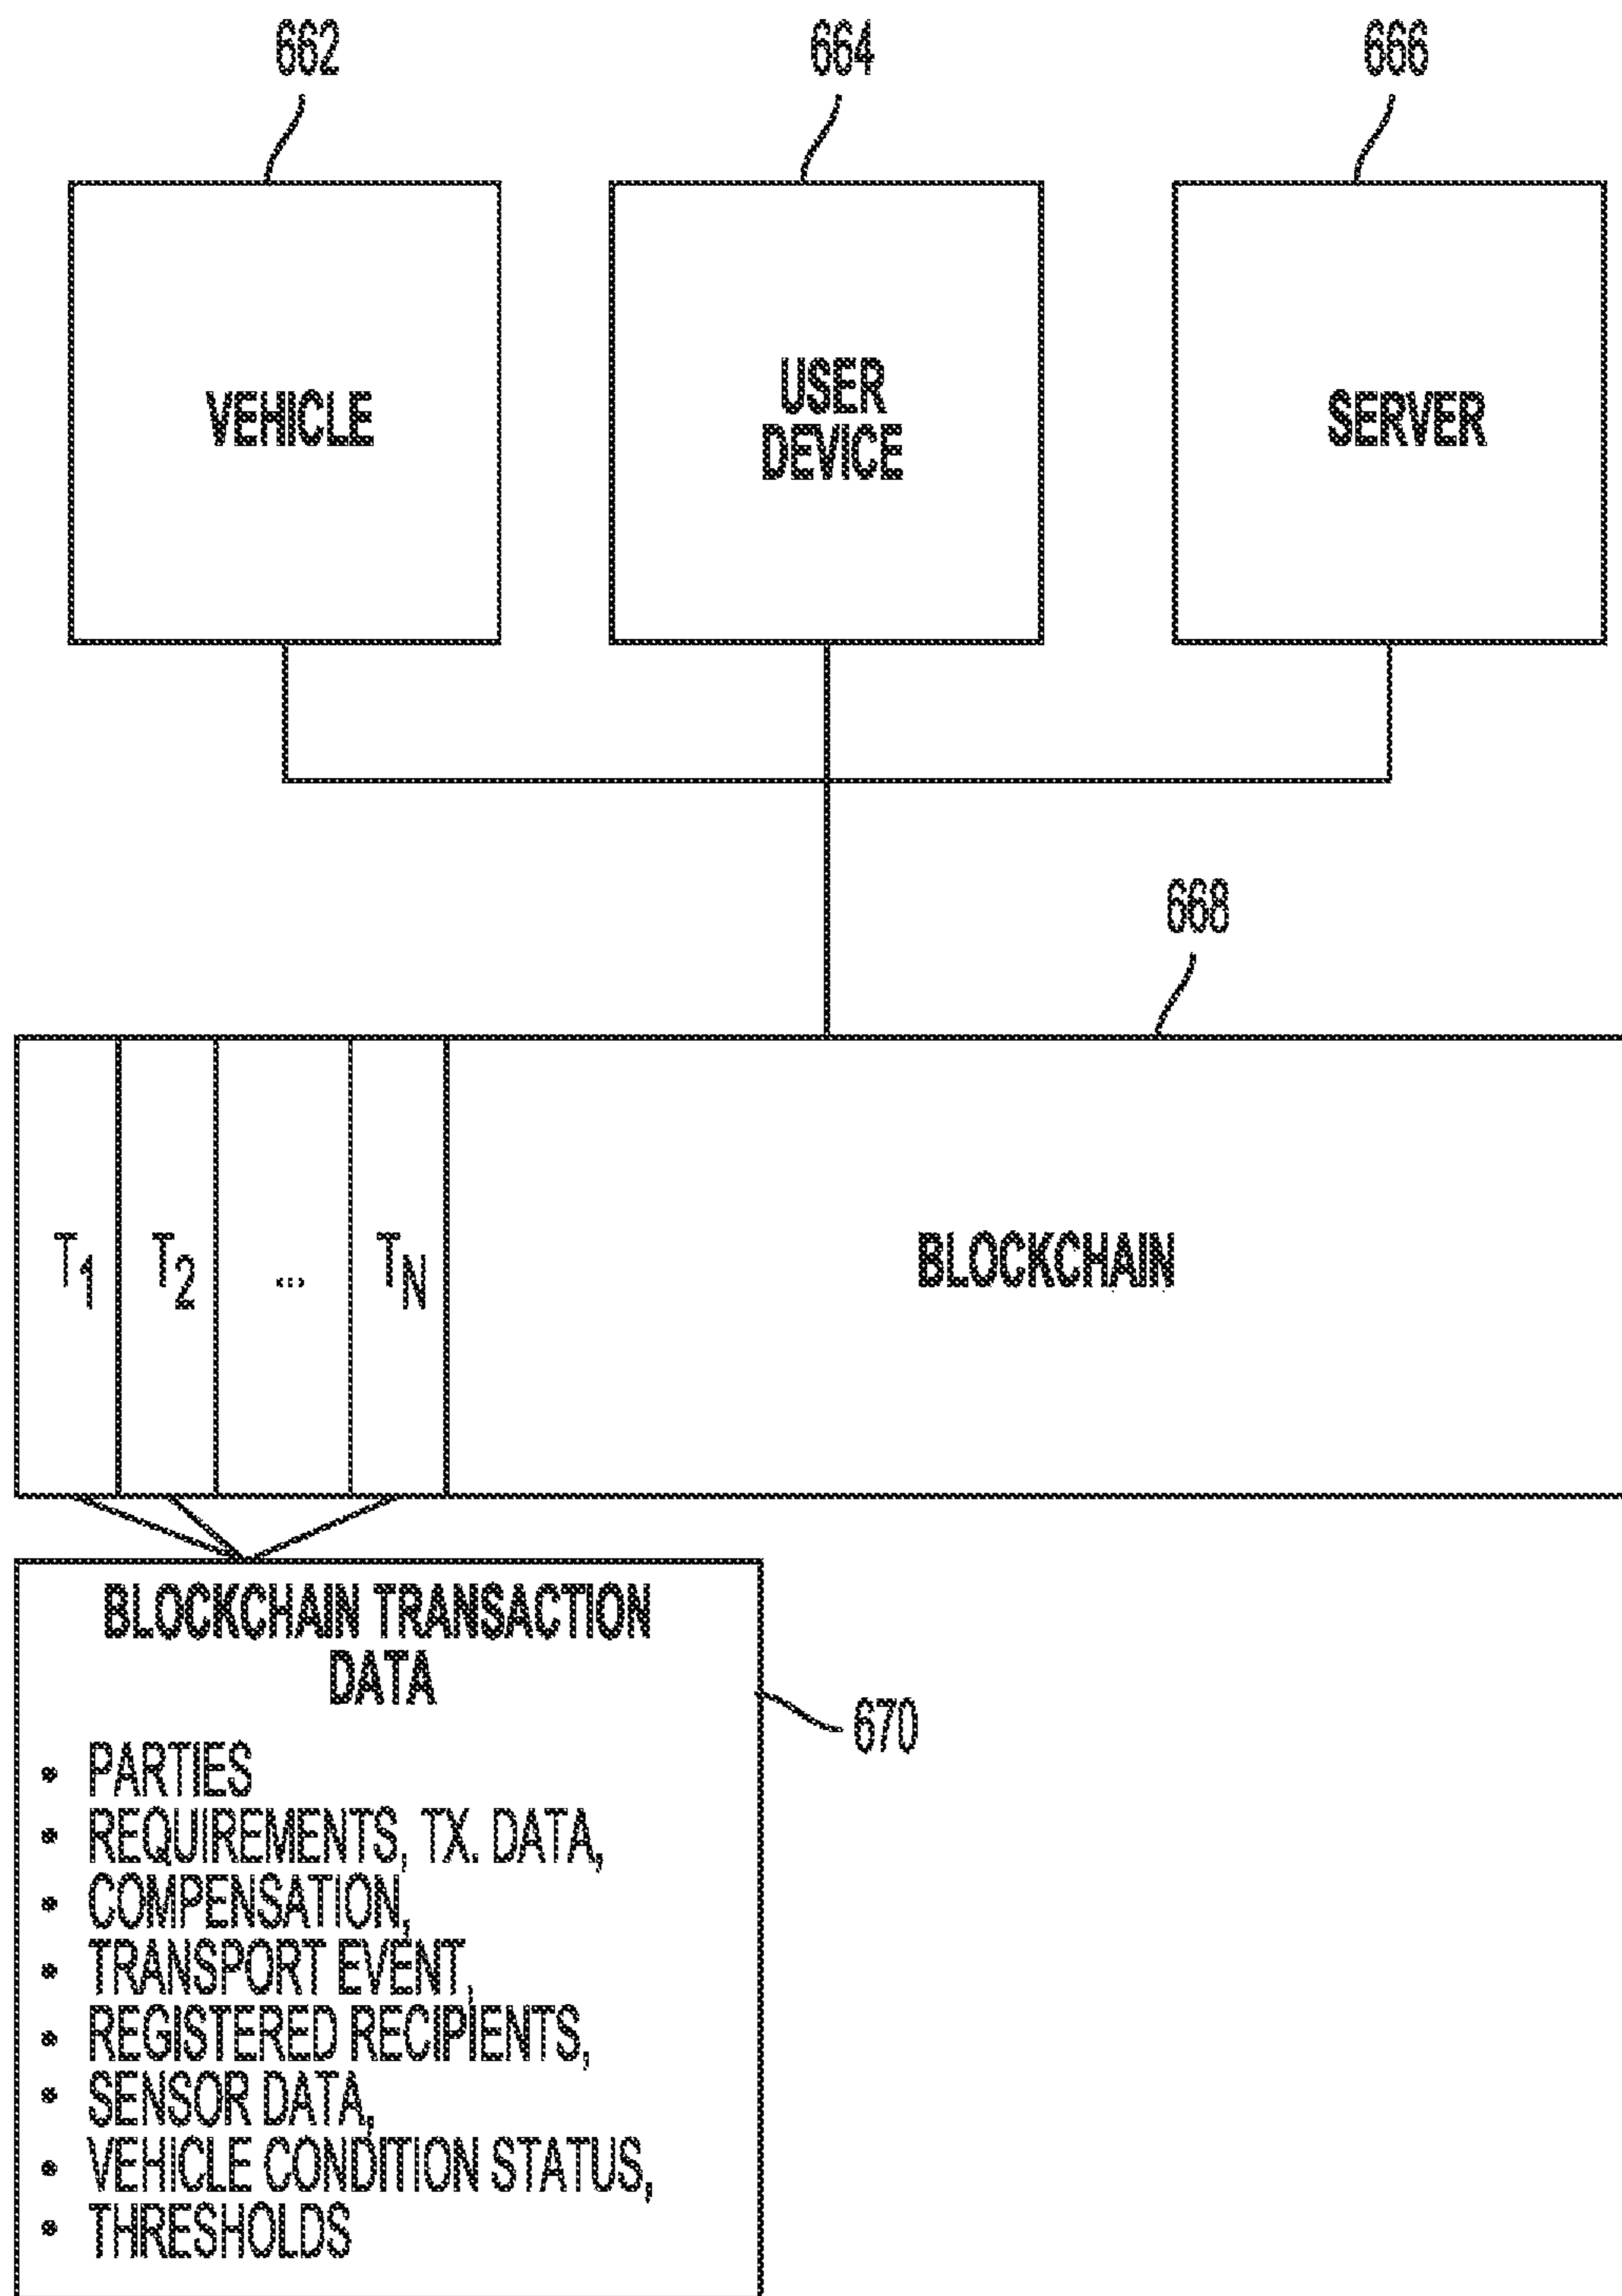 662
664
666
VEHICLE
USER
DEVICE
SERVER
668
T1
T2
...
TN
BLOCKCHAIN
BLOCKCHAIN TRANSACTION
DATA
670
• PARTIES
• REQUIREMENTS, TX. DATA,
• COMPENSATION,
• TRANSPORT EVENT,
• REGISTERED RECIPIENTS,
• SENSOR DATA,
• VEHICLE CONDITION STATUS,
• THRESHOLDS